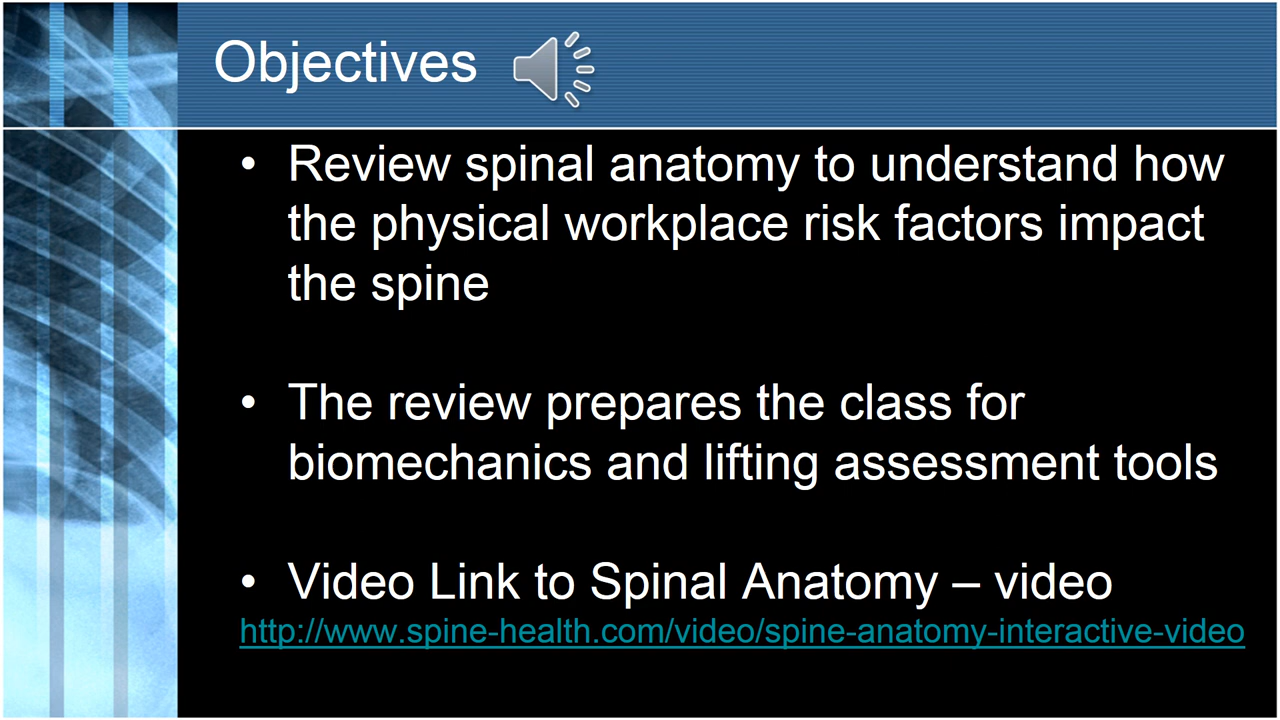 Objectives
• Review spinal anatomy to understand how
the physical workplace risk factors impact
the spine
• The review prepares the class for
biomechanics and lifting assessment tools
• Video Link to Spinal Anatomy – video
http://www.spine-health.com/video/spine-anatomy-interactive-video